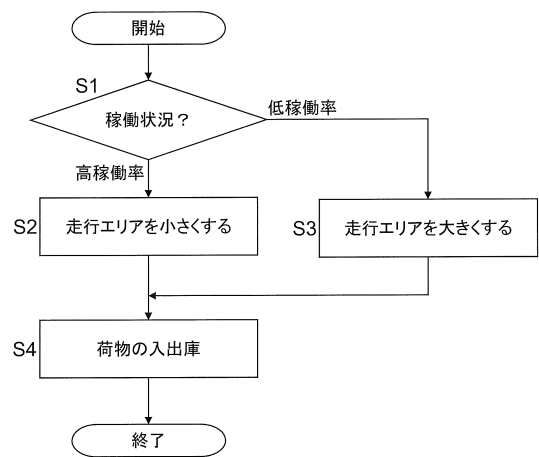 開始
S1
稼働状況？
低稼働率
高稼働率
S2
走行エリアを小さくする
S3
走行エリアを大きくする
S4
荷物の入出庫
終了